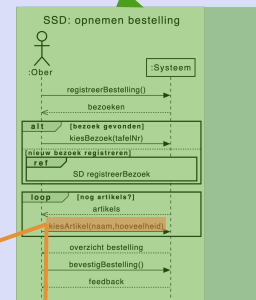 SSD: opnemen bestelling
:Ober
:Systeem
registreerBestelling()
bezoeken
alt [bezoek gevonden]
kiesBezoek(tafelNr)
[nieuw bezoek registreren]
ref
SD registreerBezoek
loop [nog artikels?]
artikels
kiesArtikel(naam,hoeveelheid)
overzicht bestelling
bevestigBestelling()
feedback